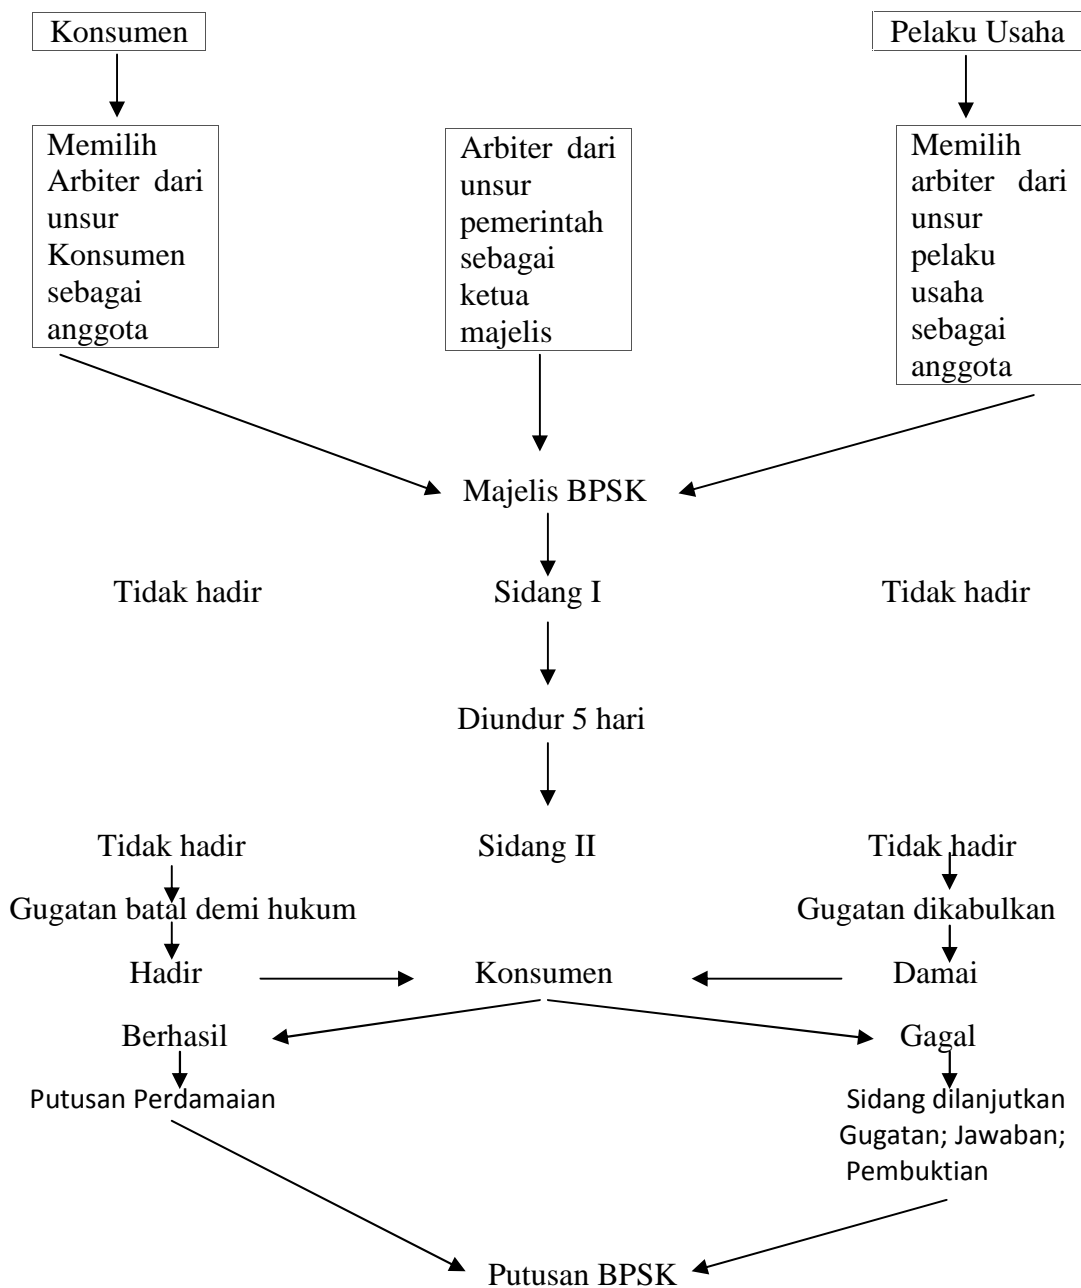 Konsumen
Pelaku Usaha
Memilih
Arbiter dari
unsur
Konsumen
sebagai
anggota
Arbiter dari
unsur
pemerintah
sebagai
ketua
majelis
Memilih
arbiter dari
unsur
pelaku
usaha
sebagai
anggota
Majelis BPSK
Tidak hadir
Sidang I
Tidak hadir
Diundur 5 hari
Tidak hadir
Sidang II
Tidak hadir
Gugatan batal demi hukum
Gugatan dikabulkan
Hadir
Konsumen
Damai
Berhasil
Gagal
Putusan Perdamaian
Sidang dilanjutkan
Gugatan; Jawaban;
Pembuktian
Putusan BPSK